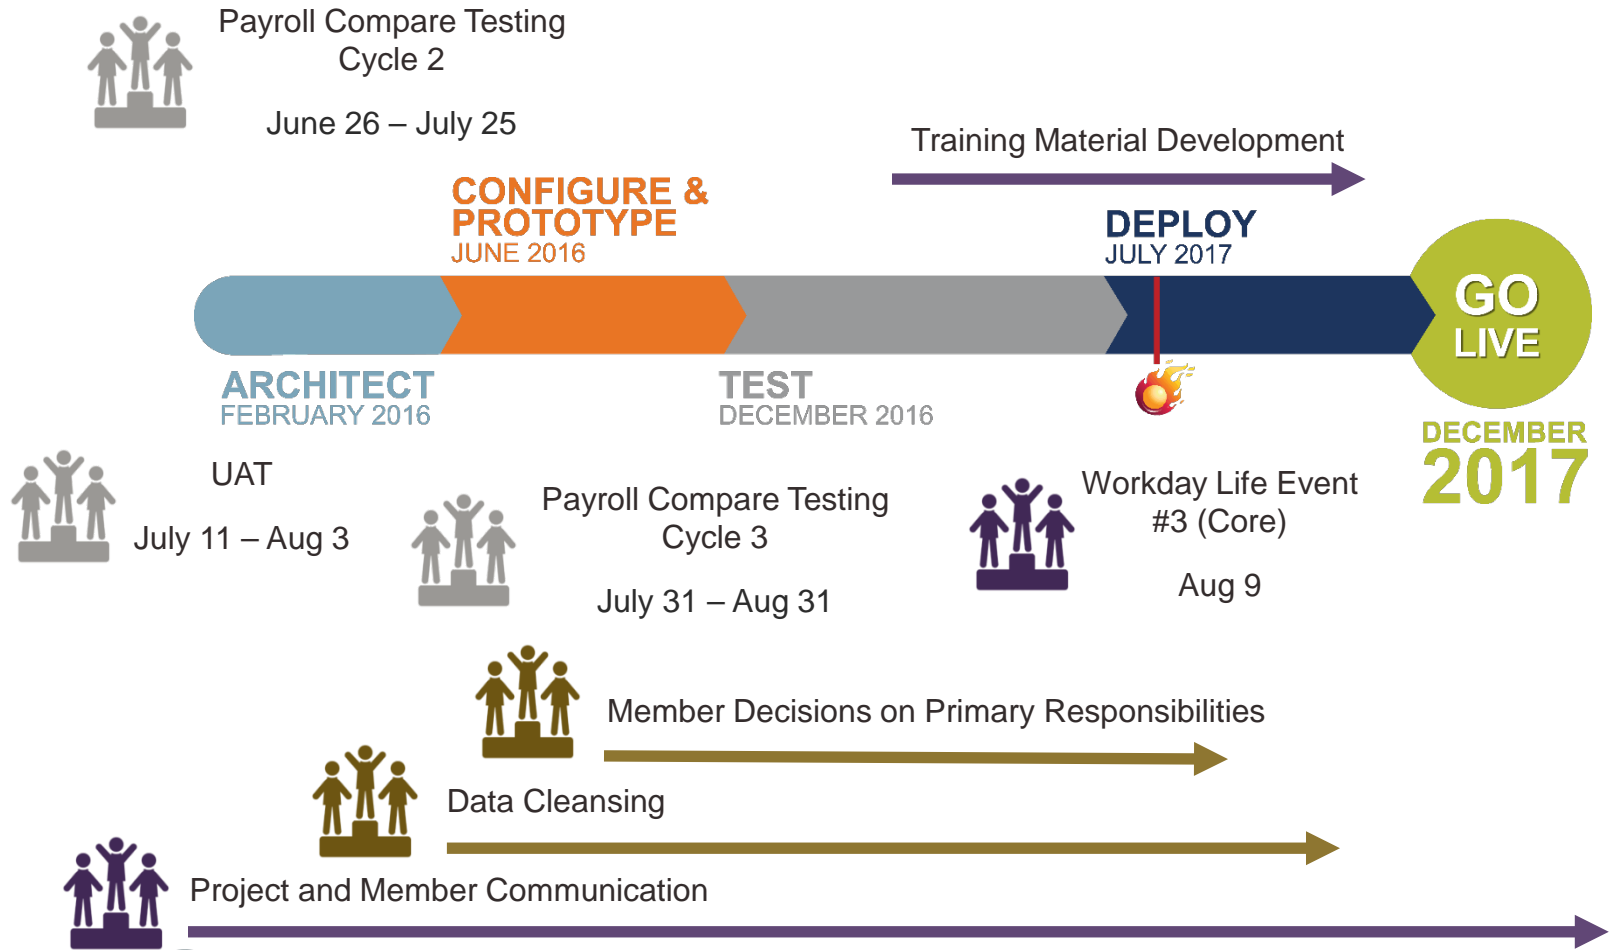 Payroll Compare Testing
Cycle 2
June 26 – July 25
Training Material Development
CONFIGURE &
PROTOTYPE
JUNE 2016
DEPLOY
JULY 2017
GO
LIVE
ARCHITECT
FEBRUARY 2016
TEST
DECEMBER 2016
DECEMBER
2017
UAT
July 11 – Aug 3
Payroll Compare Testing
Cycle 3
July 31 – Aug 31
Workday Life Event
#3 (Core)
Aug 9
Member Decisions on Primary Responsibilities
Data Cleansing
Project and Member Communication